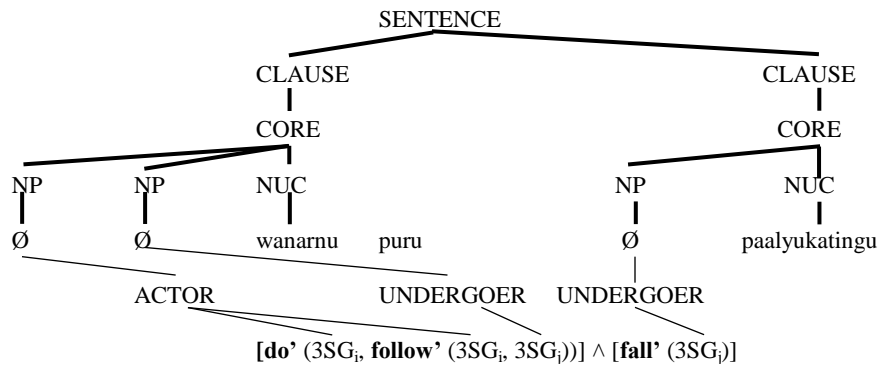 SENTENCE
CLAUSE CLAUSE
CORE CORE
NP NP NUC NP NUC
Ø Ø wanarnu puru Ø paalyukatingu
ACTOR UNDERGOER UNDERGOER
[do’ (3SGi, follow’ (3SGi, 3SGj))] ^ [fall’ (3SGj)]